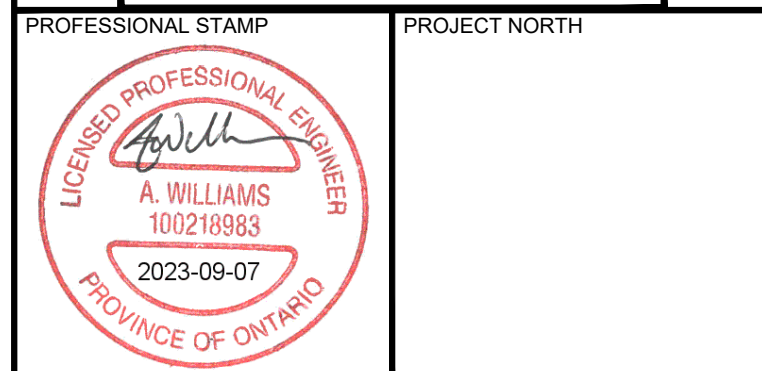 PROFESSIONAL STAMP
PROJECT NORTH
LICENSED PROFESSIONAL ENGINEER
A. WILLIAMS
100218983
2023-09-07
PROVINCE OF ONTARIO